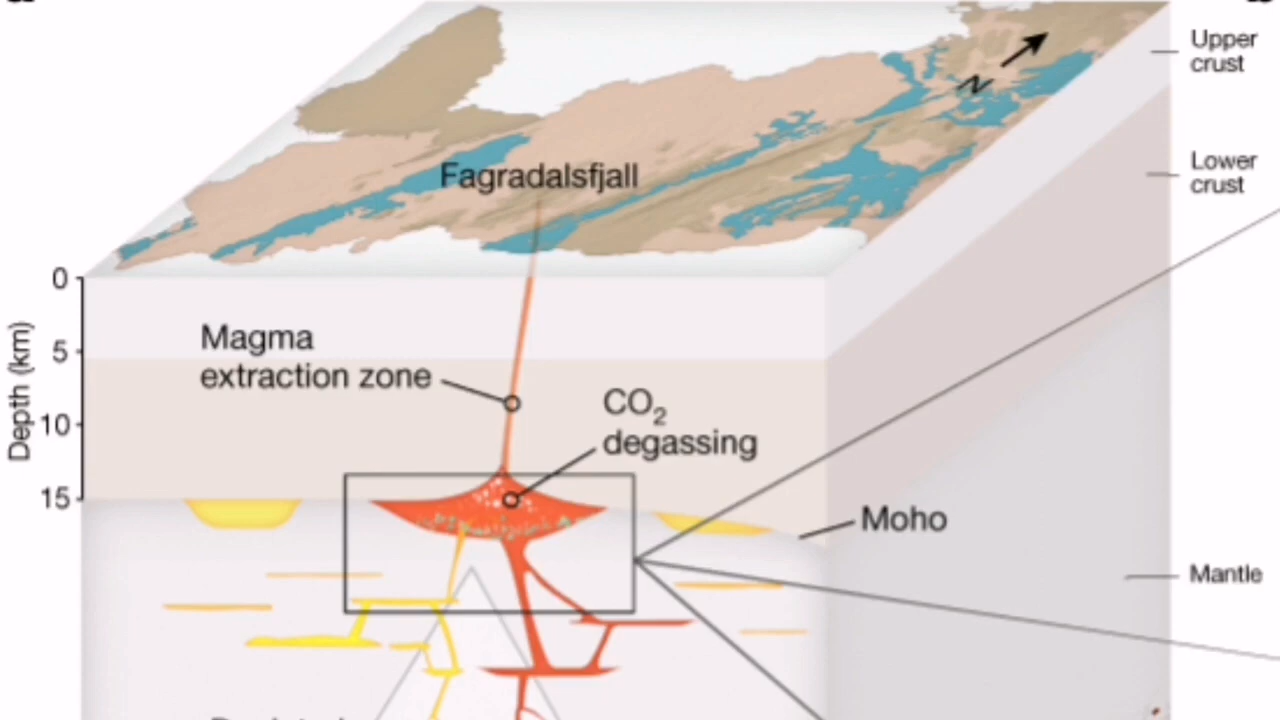 Upper
crust
N
Lower
crust
Fagradalsfjall
0
Magma
extraction zone
5
CO₂
degassing
10
Depth (km)
15
Moho
Mantle